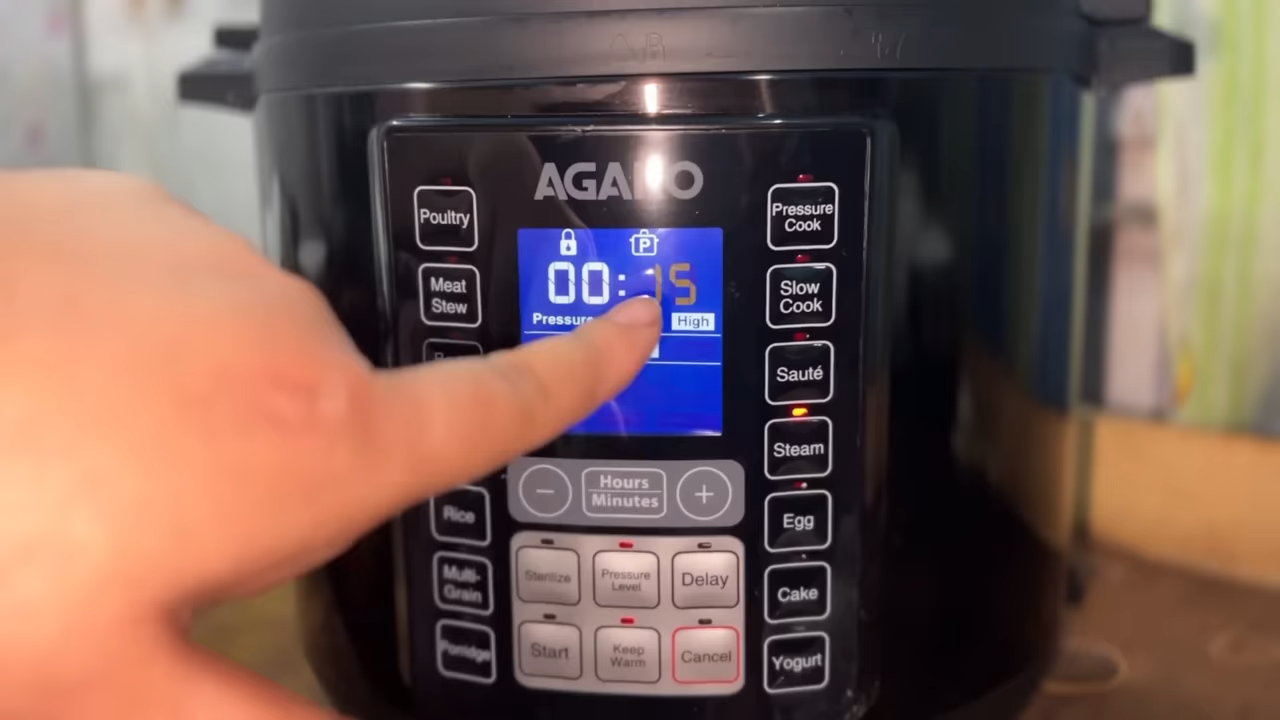 AGARO
Poultry
Meat
Stew
Rice
Multi-
Grain
Porridge
P
00:15
Pressure
High
Hours
Minutes
Sterilize
Pressure
Level
Delay
Start
Keep
Warm
Cancel
Pressure
Cook
Slow
Cook
Sauté
Steam
Egg
Cake
Yogurt